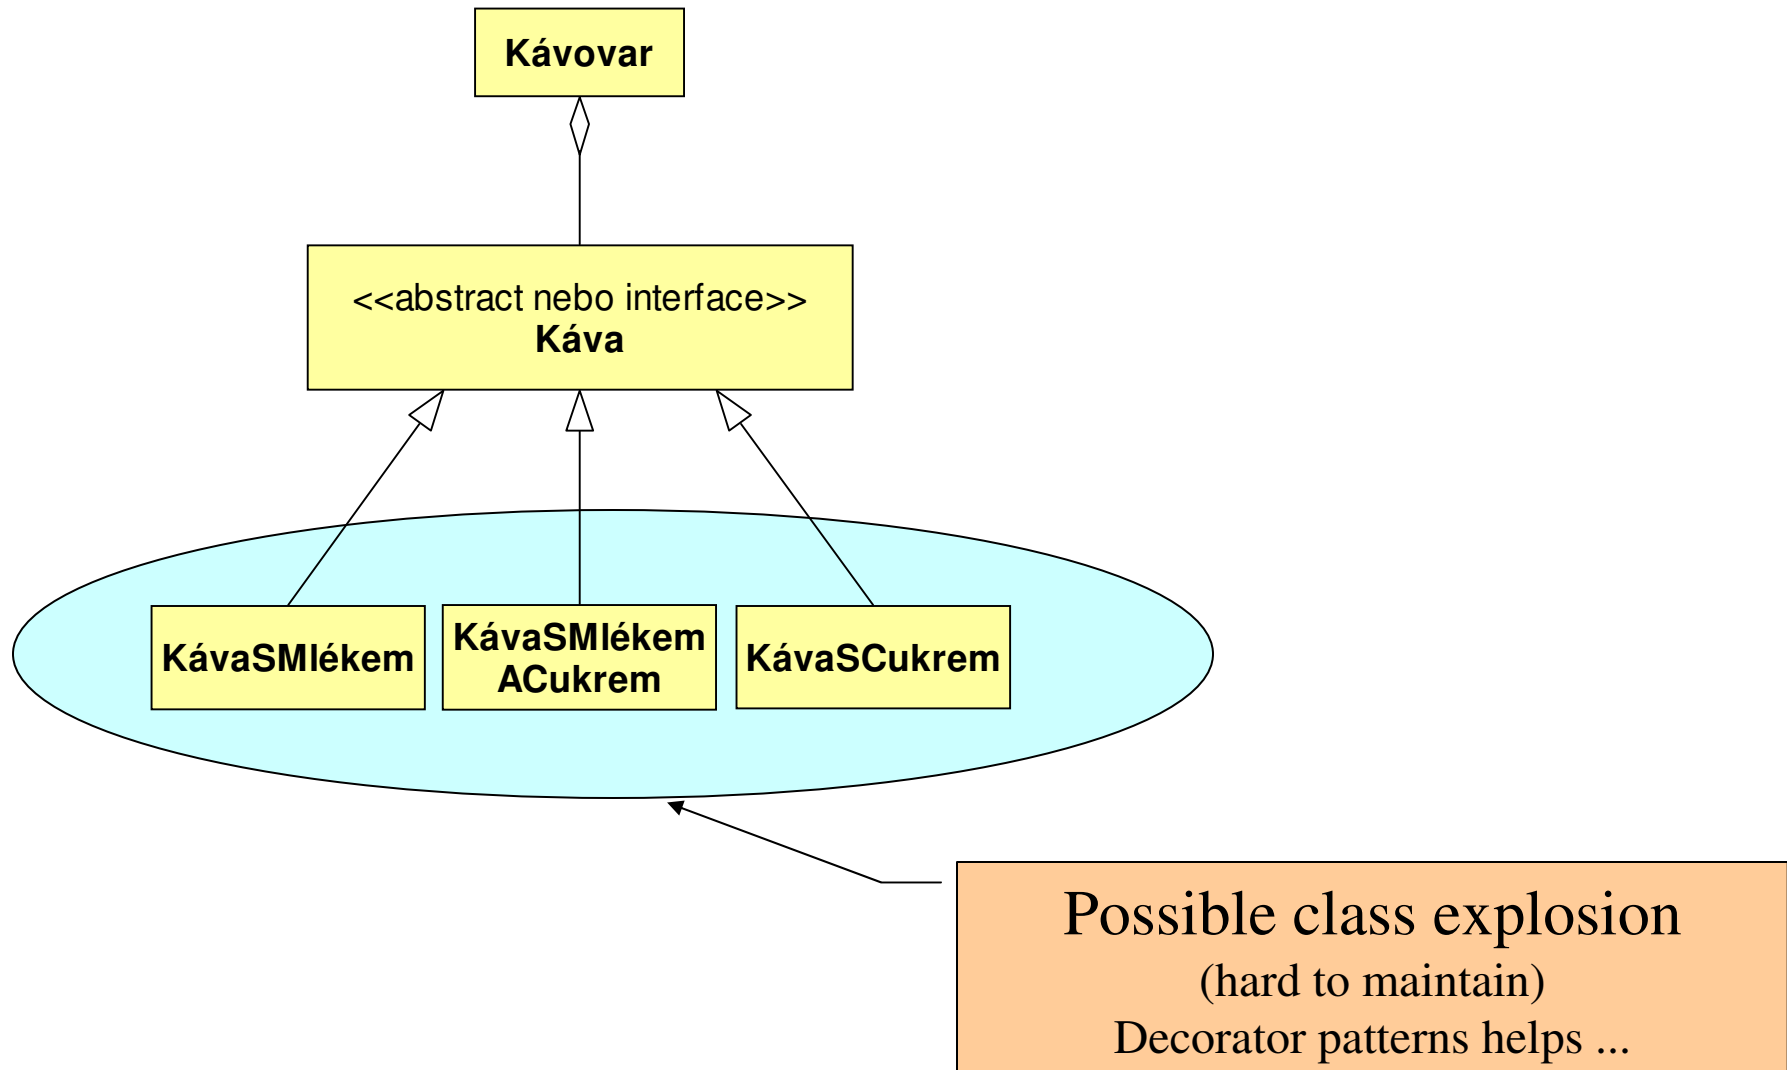 Kávovar
<<abstract nebo interface>>
Káva
KávaSMlékem
KávaSMlékem
ACukrem
KávaSCukrem
Possible class explosion
(hard to maintain)
Decorator patterns helps ...